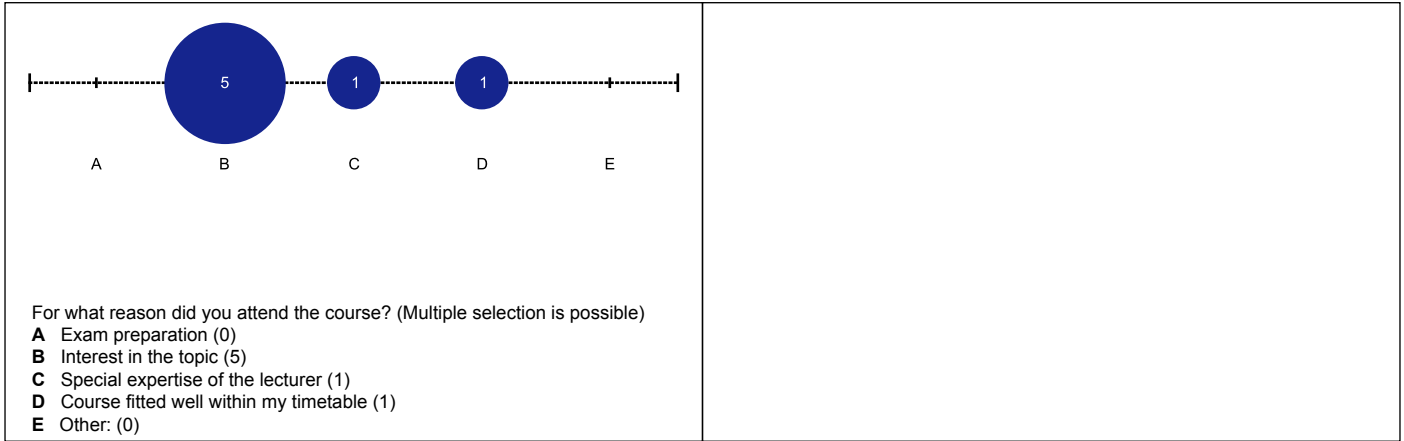 5 1 1
A B C D E
For what reason did you attend the course? (Multiple selection is possible)
A Exam preparation (0)
B Interest in the topic (5)
C Special expertise of the lecturer (1)
D Course fitted well within my timetable (1)
E Other: (0)